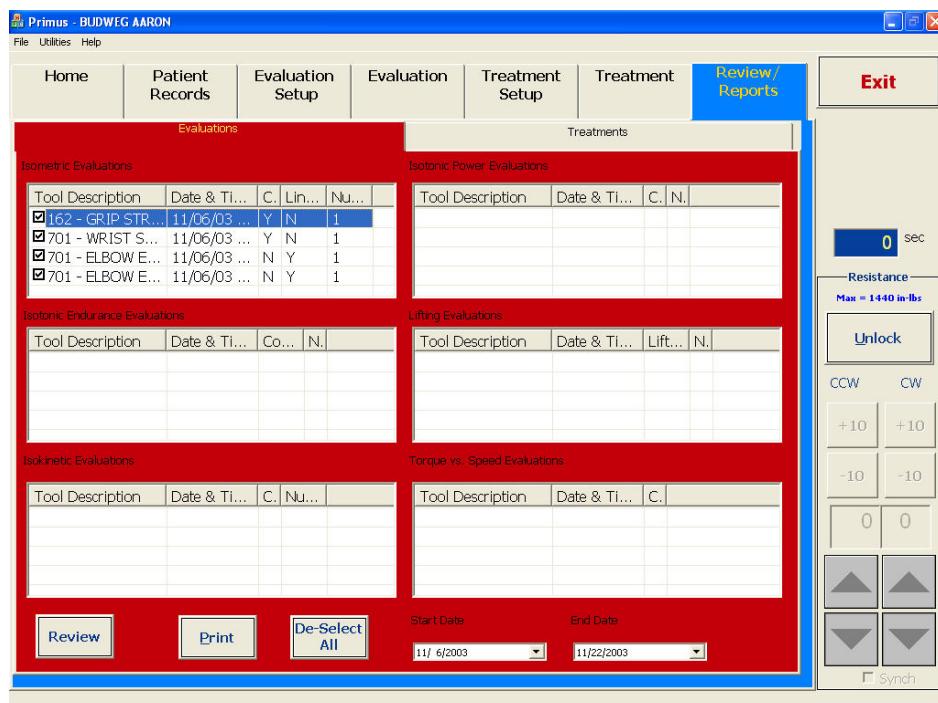 Primus - BUDWEG AARON
File Utilities Help
Home
Patient Records
Evaluation Setup
Evaluation
Treatment Setup
Treatment
Review/ Reports
Exit
Evaluations
Treatments
Isometric Evaluations
Tool Description Date & Ti... C. Lin... Nu...
162 - GRIP STR... 11/06/03 ... Y N 1
701 - WRIST S... 11/06/03 ... Y N 1
701 - ELBOW E... 11/06/03 ... N Y 1
701 - ELBOW E... 11/06/03 ... N Y 1
Isotonic Power Evaluations
Tool Description Date & Ti... C. N.
Isotonic Endurance Evaluations
Tool Description Date & Ti... Co... N.
Lifting Evaluations
Tool Description Date & Ti... Lift... N.
Isokinetic Evaluations
Tool Description Date & Ti... C. Nu...
Torque vs. Speed Evaluations
Tool Description Date & Ti... C.
Review
Print
De-Select
All
Start Date
11/ 6/2003
End Date
11/22/2003
0 sec
Resistance
Max = 1440 in-lbs
Unlock
CCW CW
+10 +10
-10 -10
0 0
Synch